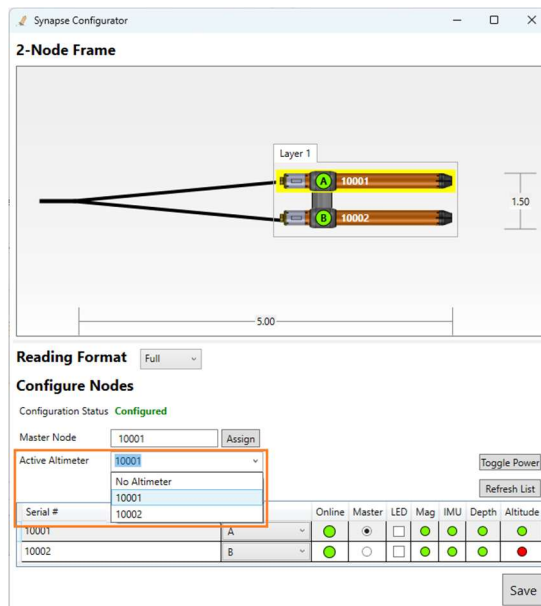 Synapse Configurator
2-Node Frame
Layer 1
A 10001
B 10002
1.50
5.00
Reading Format Full
Configure Nodes
Configuration Status Configured
Master Node 10001 Assign
Active Altimeter 10001
No Altimeter
10001
10002
Toggle Power
Refresh List
Serial # Online Master LED Mag IMU Depth Altitude
10001 A
10002 B
Save